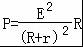 P=E²/(R+r)² R